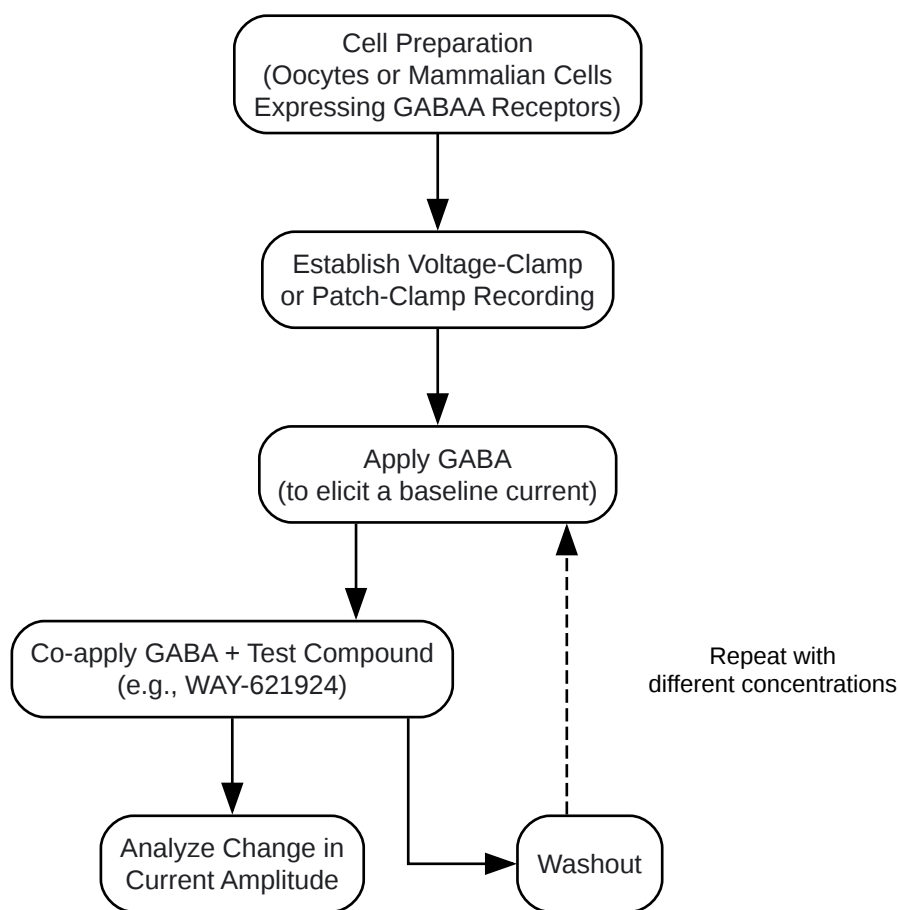 Cell Preparation
(Oocytes or Mammalian Cells
Expressing GABAA Receptors)
Establish Voltage-Clamp
or Patch-Clamp Recording
Apply GABA
(to elicit a baseline current)
Co-apply GABA + Test Compound
(e.g., WAY-621924)
Repeat with
different concentrations
Analyze Change in
Current Amplitude
Washout